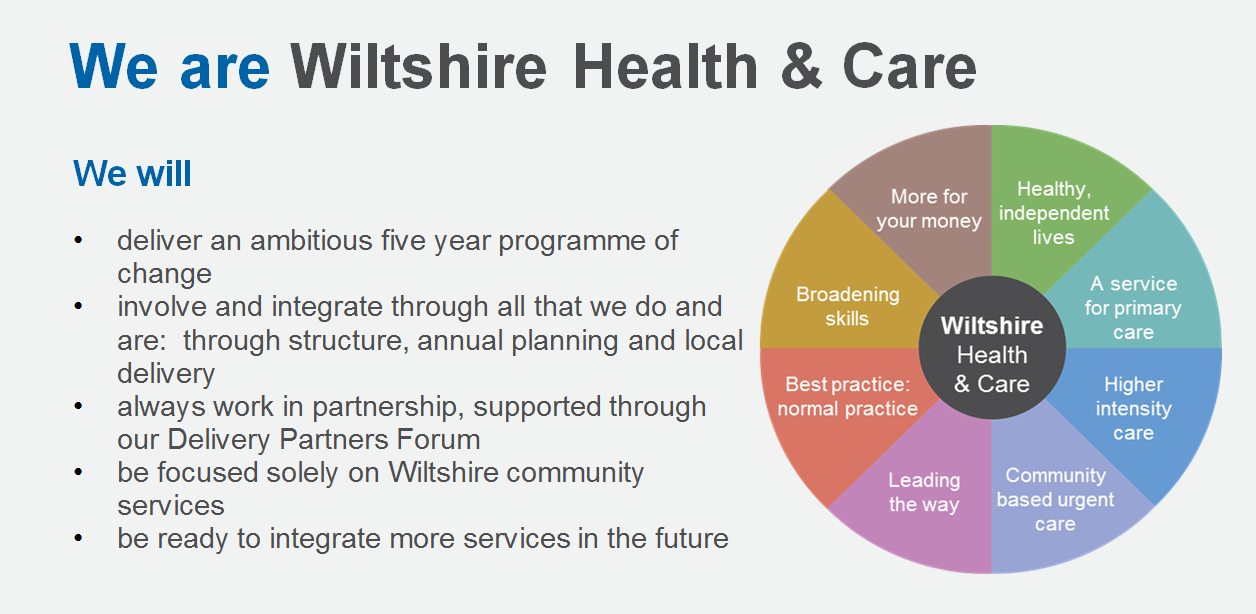 We are Wiltshire Health & Care
We will
• deliver an ambitious five year programme of
change
• involve and integrate through all that we do and
are: through structure, annual planning and local
delivery
• always work in partnership, supported through
our Delivery Partners Forum
• be focused solely on Wiltshire community
services
• be ready to integrate more services in the future
More for
your money
Healthy,
independent
lives
A service
for primary
care
Higher
intensity
care
Community
based urgent
care
Leading
the way
Best practice:
normal practice
Broadening
skills
Wiltshire
Health
& Care